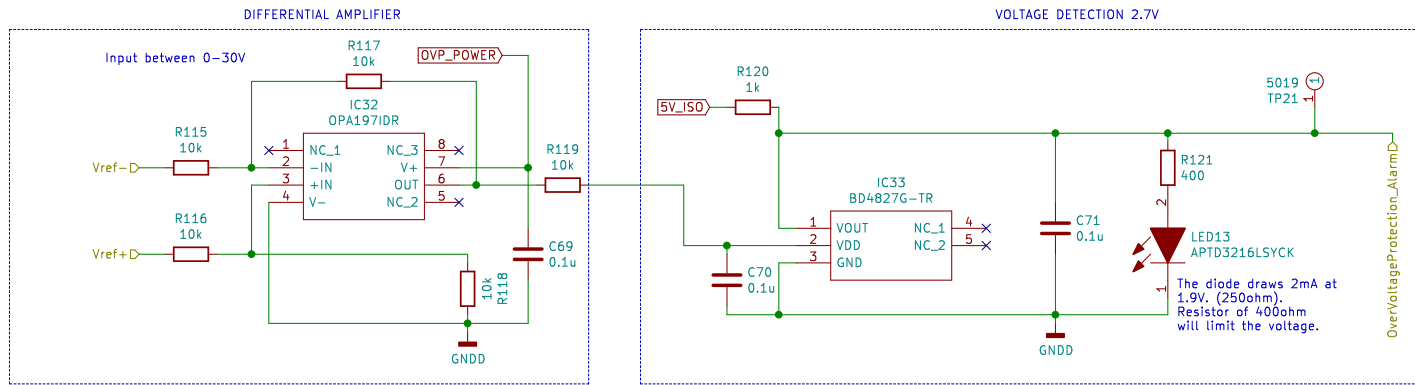 DIFFERENTIAL AMPLIFIER
Input between 0-30V
R117
10k
OVP_POWER
IC32
OPA197IDR
R115
10k
Vref-
1
NC_1
2
-IN
3
+IN
4
V-
NC_3
8
V+
7
OUT
6
NC_2
5
R119
10k
R116
10k
Vref+
10k
R118
C69
0.1u
GNDD
VOLTAGE DETECTION 2.7V
R120
1k
5V_ISO
5019
TP21
1
1
IC33
BD4827G-TR
1
VOUT
2
VDD
3
GND
NC_1
4
NC_2
5
C70
0.1u
C71
0.1u
R121
400
2
LED13
APTD3216LSYCK
1
The diode draws 2mA at
1.9V. (250ohm).
Resistor of 400ohm
will limit the voltage.
GNDD
OverVoltageProtection_Alarm